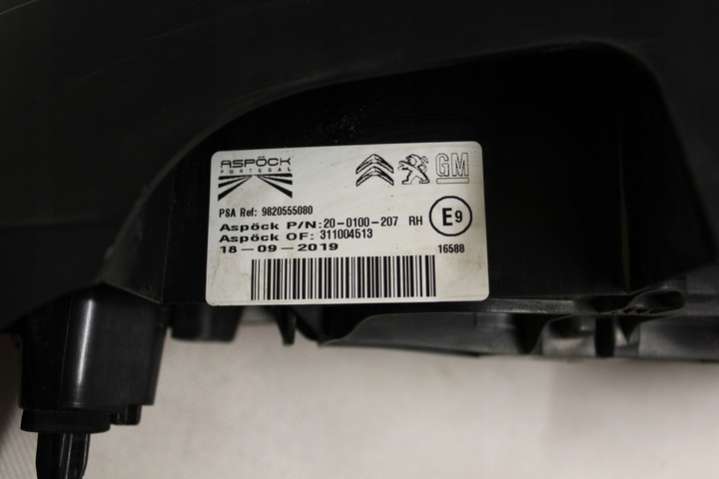 ASPÖCK
PORTUGAL
GM
PSA Ref: 9820555080
Aspöck P/N:20-0100-207 RH
E9
Aspöck OF: 311004513
18-09-2019
16588